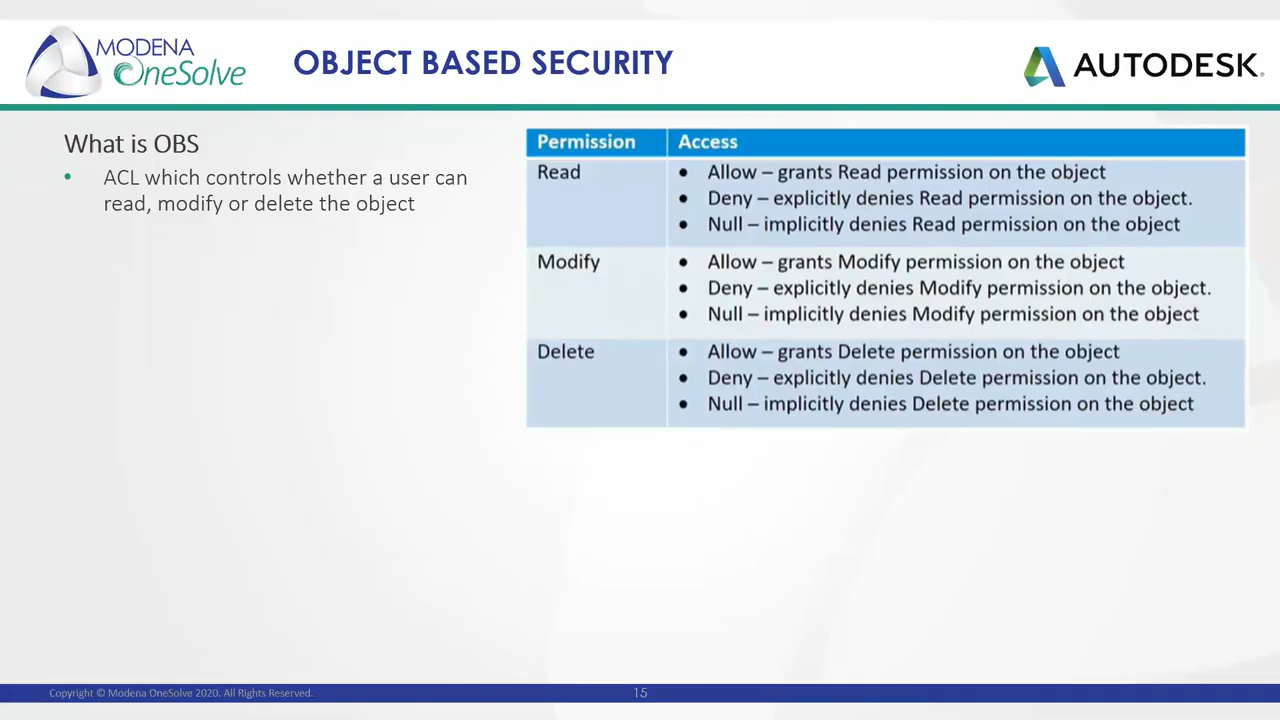 MODENA
OneSolve
OBJECT BASED SECURITY
AUTODESK.
What is OBS
• ACL which controls whether a user can
read, modify or delete the object
Permission Access
Read
• Allow – grants Read permission on the object
• Deny – explicitly denies Read permission on the object.
• Null – implicitly denies Read permission on the object
Modify
• Allow – grants Modify permission on the object
• Deny – explicitly denies Modify permission on the object.
• Null – implicitly denies Modify permission on the object
Delete
• Allow – grants Delete permission on the object
• Deny – explicitly denies Delete permission on the object.
• Null – implicitly denies Delete permission on the object
Copyright © Modena OneSolve 2020. All Rights Reserved.
15